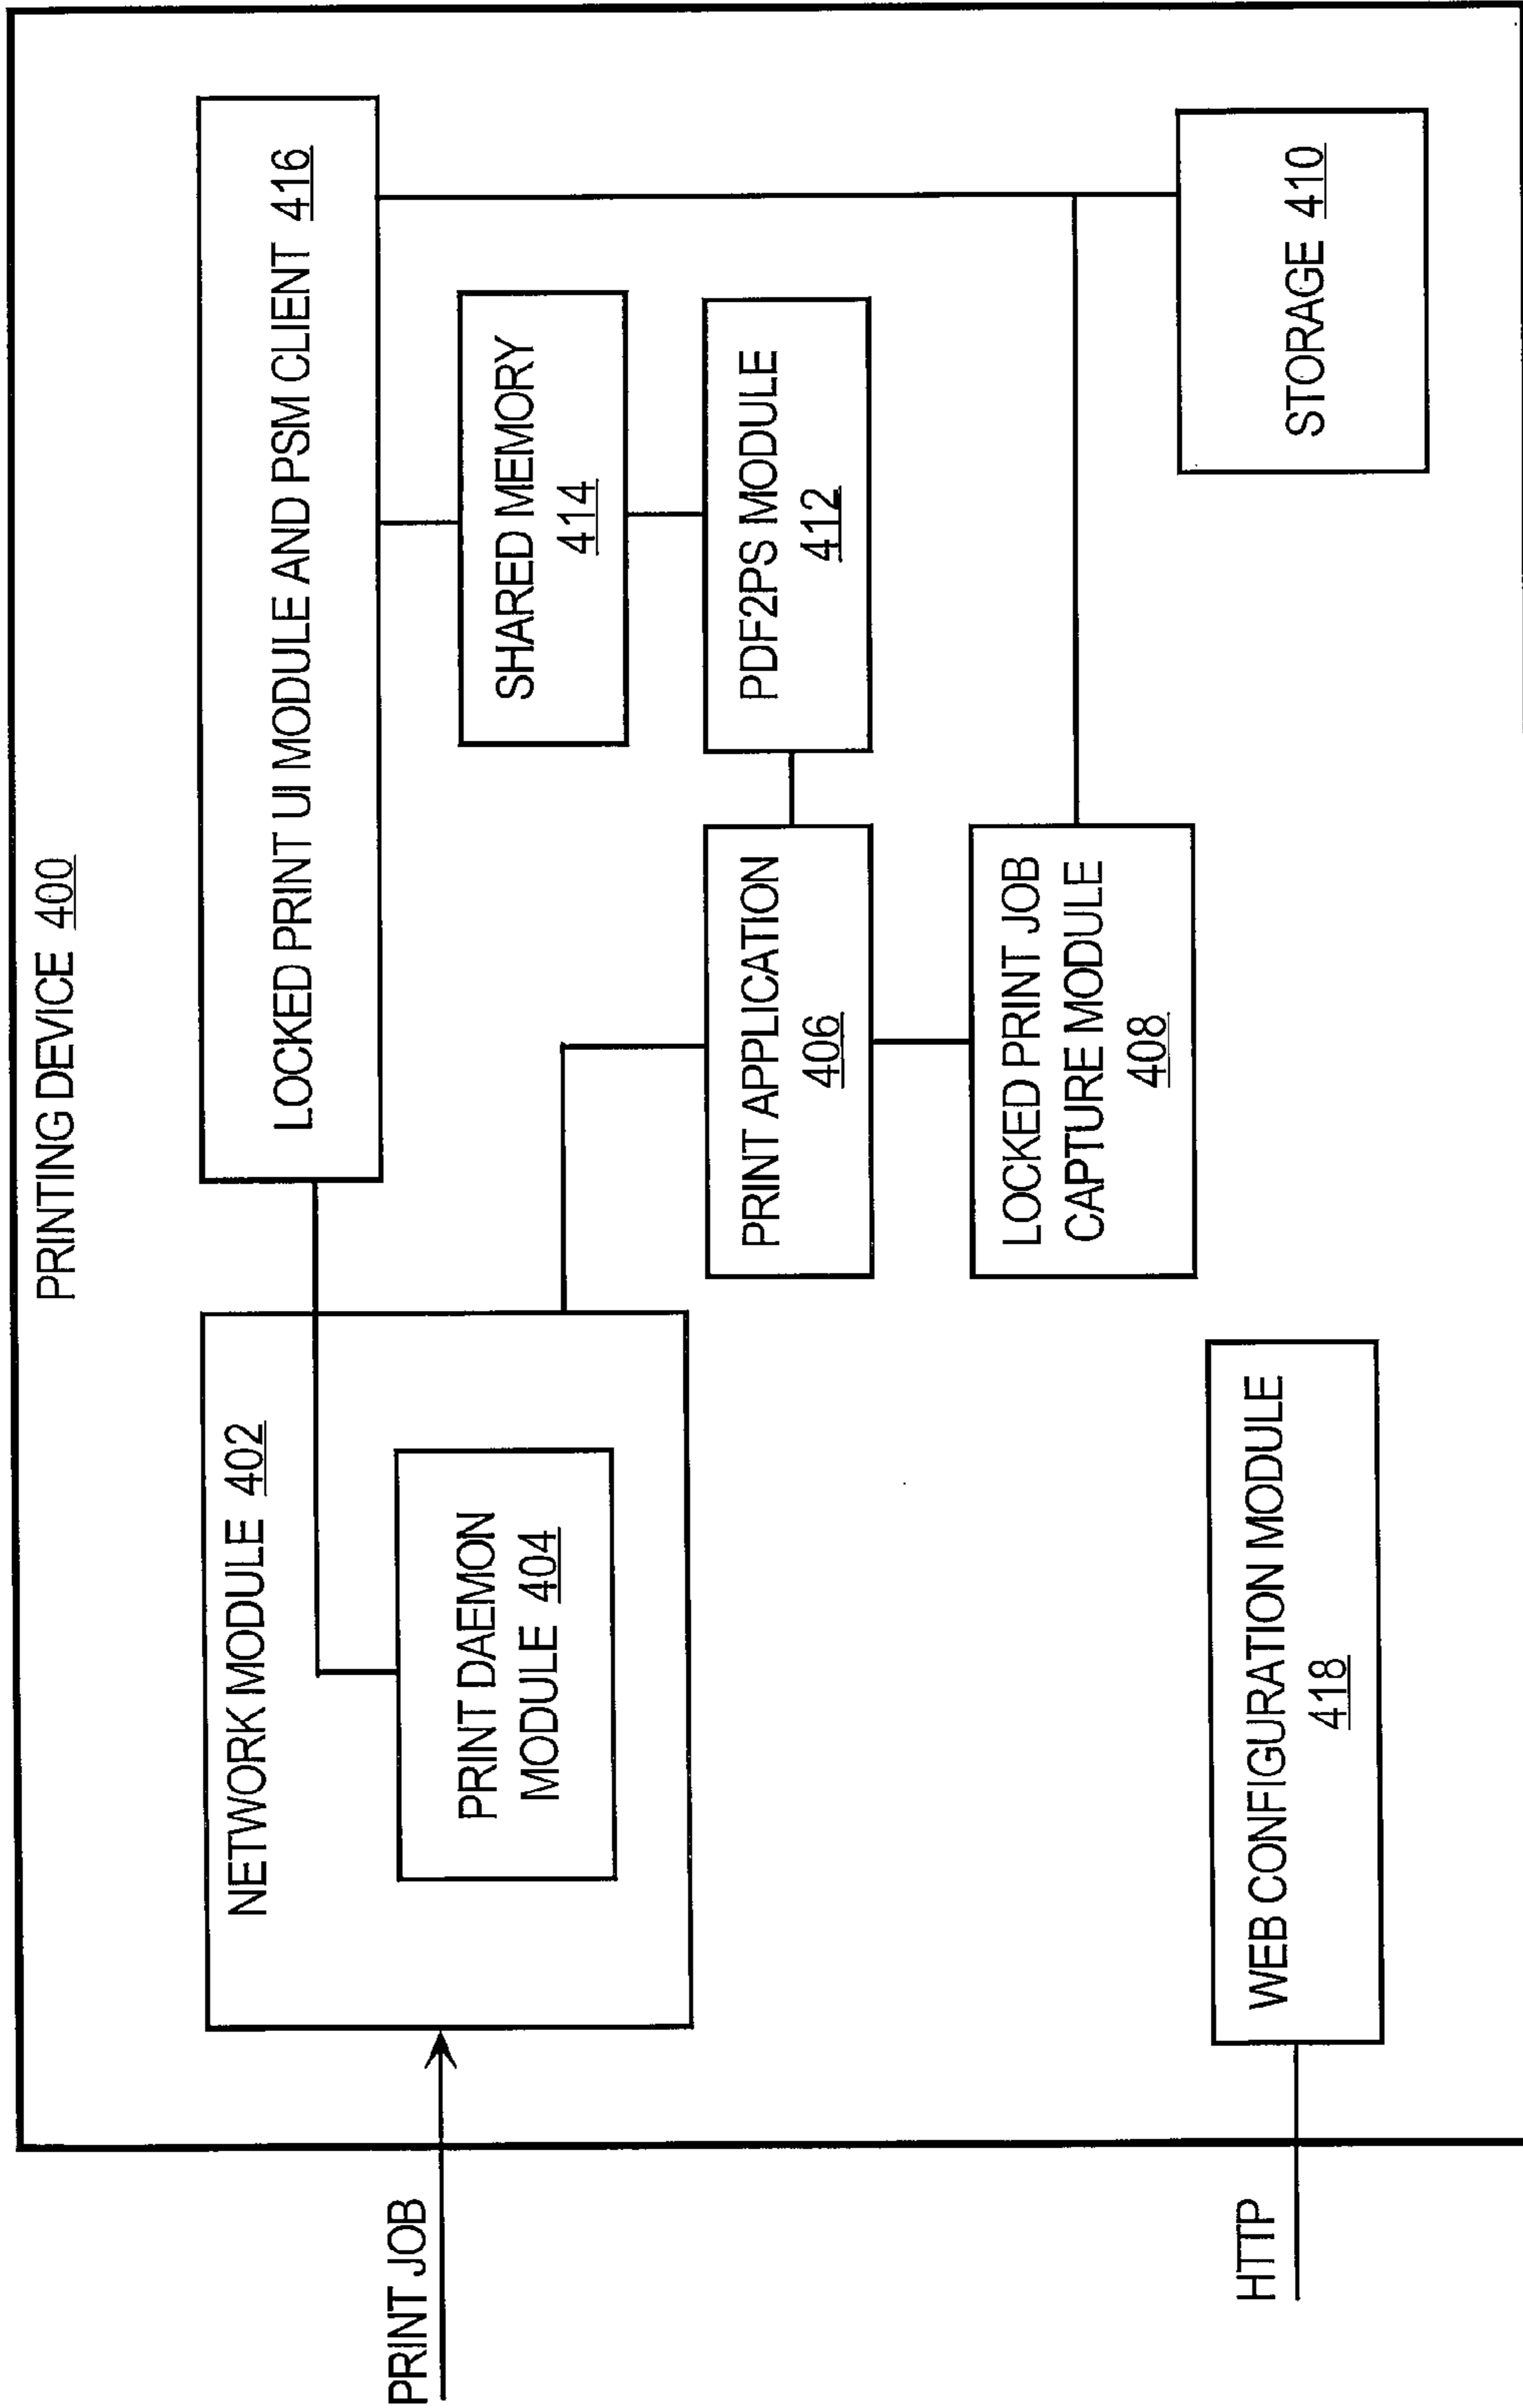 PRINTING DEVICE 400
LOCKED PRINT UI MODULE AND PSM CLIENT 416
NETWORK MODULE 402
PRINT DAEMON
MODULE 404
SHARED MEMORY
414
PRINT JOB
PRINT APPLICATION
406
PDF2PS MODULE
412
LOCKED PRINT JOB
CAPTURE MODULE
408
STORAGE 410
WEB CONFIGURATION MODULE
418
HTTP